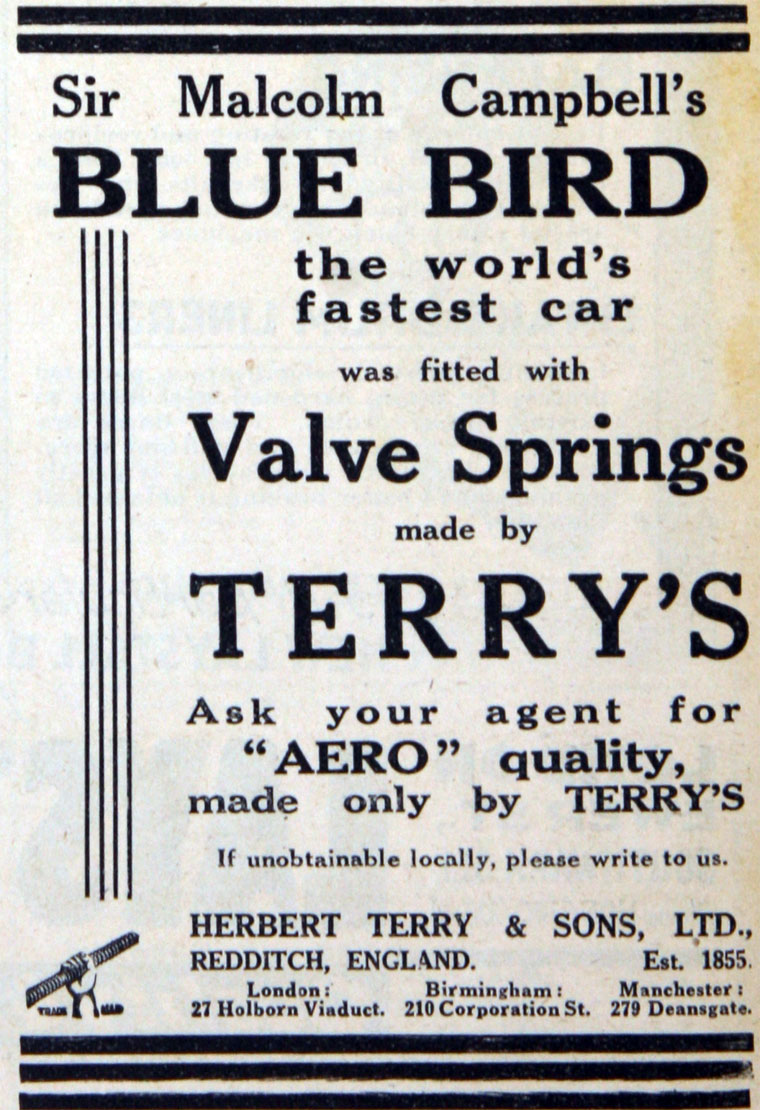 Sir Malcolm Campbell's
BLUE BIRD
the world's
fastest car
was fitted with
Valve Springs
made by
TERRY'S
Ask your agent for
“AERO” quality,
made only by TERRY'S
If unobtainable locally, please write to us.
HERBERT TERRY & SONS, LTD.,
REDDITCH, ENGLAND. Est. 1855.
London: Birmingham: Manchester:
27 Holborn Viaduct. 210 Corporation St. 279 Deansgate.
TRADE